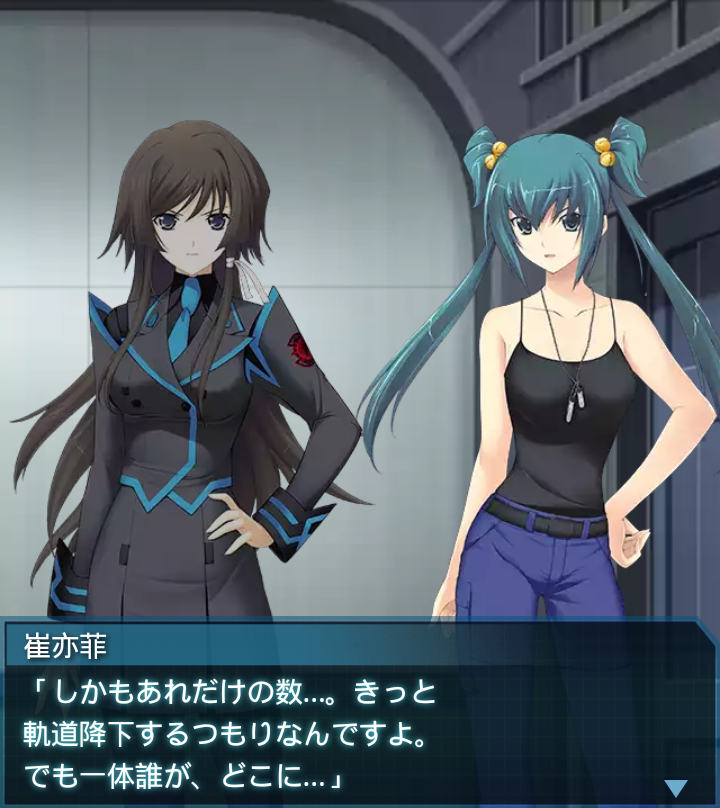 崔亦菲
「しかもあれだけの数…。きっと
軌道降下するつもりなんですよ。
でも一体誰が、どこに…」